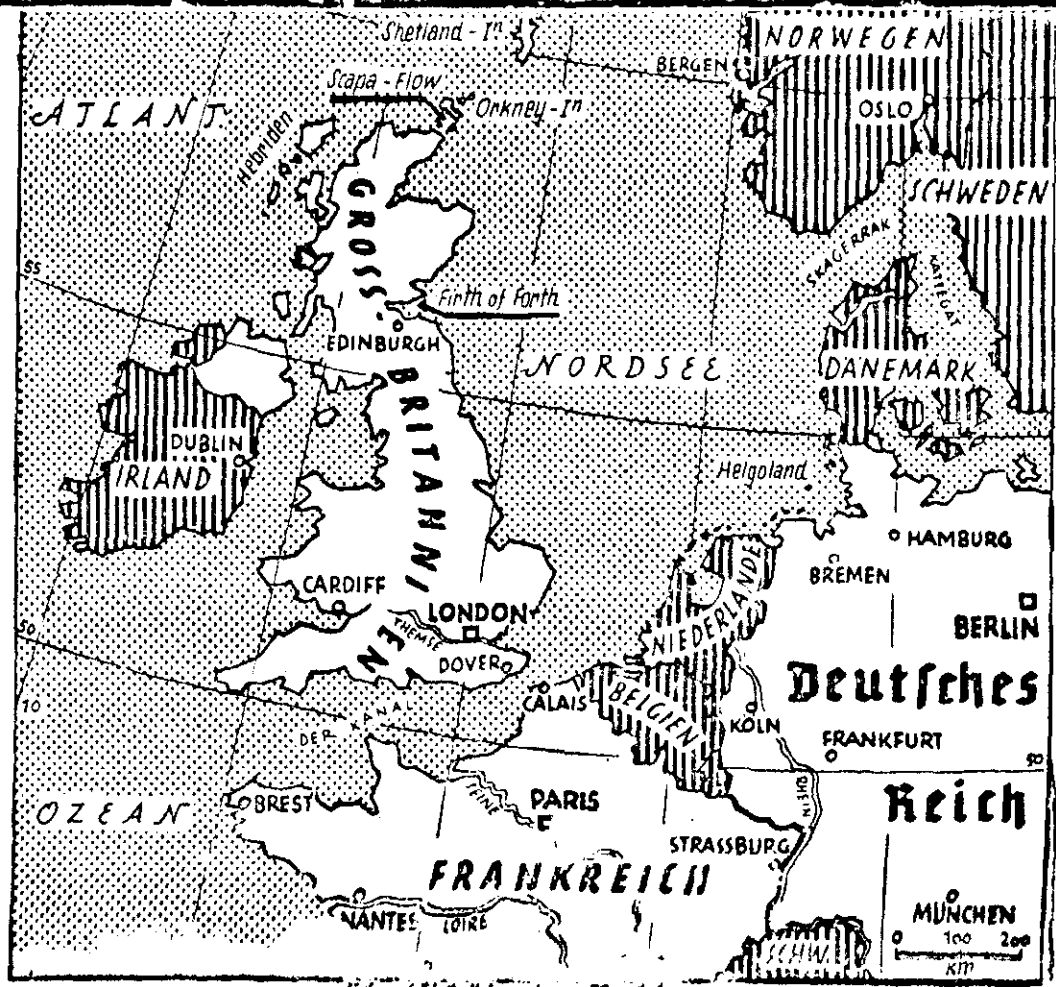 Shetland-Iⁿ
NORWEGEN
BERGEN
Scapa-Flow
ATLANT.
Orkney-Iⁿ
OSLO
Hebriden
SCHWEDEN
GROSS-
SKAGERRAK
KATTEGAT
55
Firth of Forth
EDINBURGH
NORDSEE
DÄNEMARK
BRITANNIEN
DUBLIN
IRLAND
Helgoland
HAMBURG
BREMEN
CARDIFF
LONDON
THEMSE
NIEDERLANDE
BERLIN
50
DOVER
Deutsches
CALAIS
BELGIEN
10
DER KANAL
KÖLN
FRANKFURT
50
OZEAN
BREST
SEINE
PARIS
RHEIN
Reich
STRASSBURG
FRANKREICH
NANTES
LOIRE
MÜNCHEN
SCHW.
0 100 200
KM